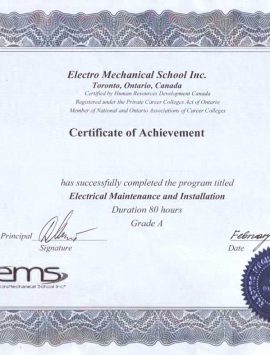 Electro Mechanical School Inc.
Toronto, Ontario, Canada
Certified by Human Resources Development Canada
Registered under the Private Career Colleges Act of Ontario
Member of National and Ontario Associations of Career Colleges
Certificate of Achievement
has successfully completed the program titled
Electrical Maintenance and Installation
Duration 80 hours
Grade A
Principal
February
Signature
Date
ems
Mechanical School Inc.